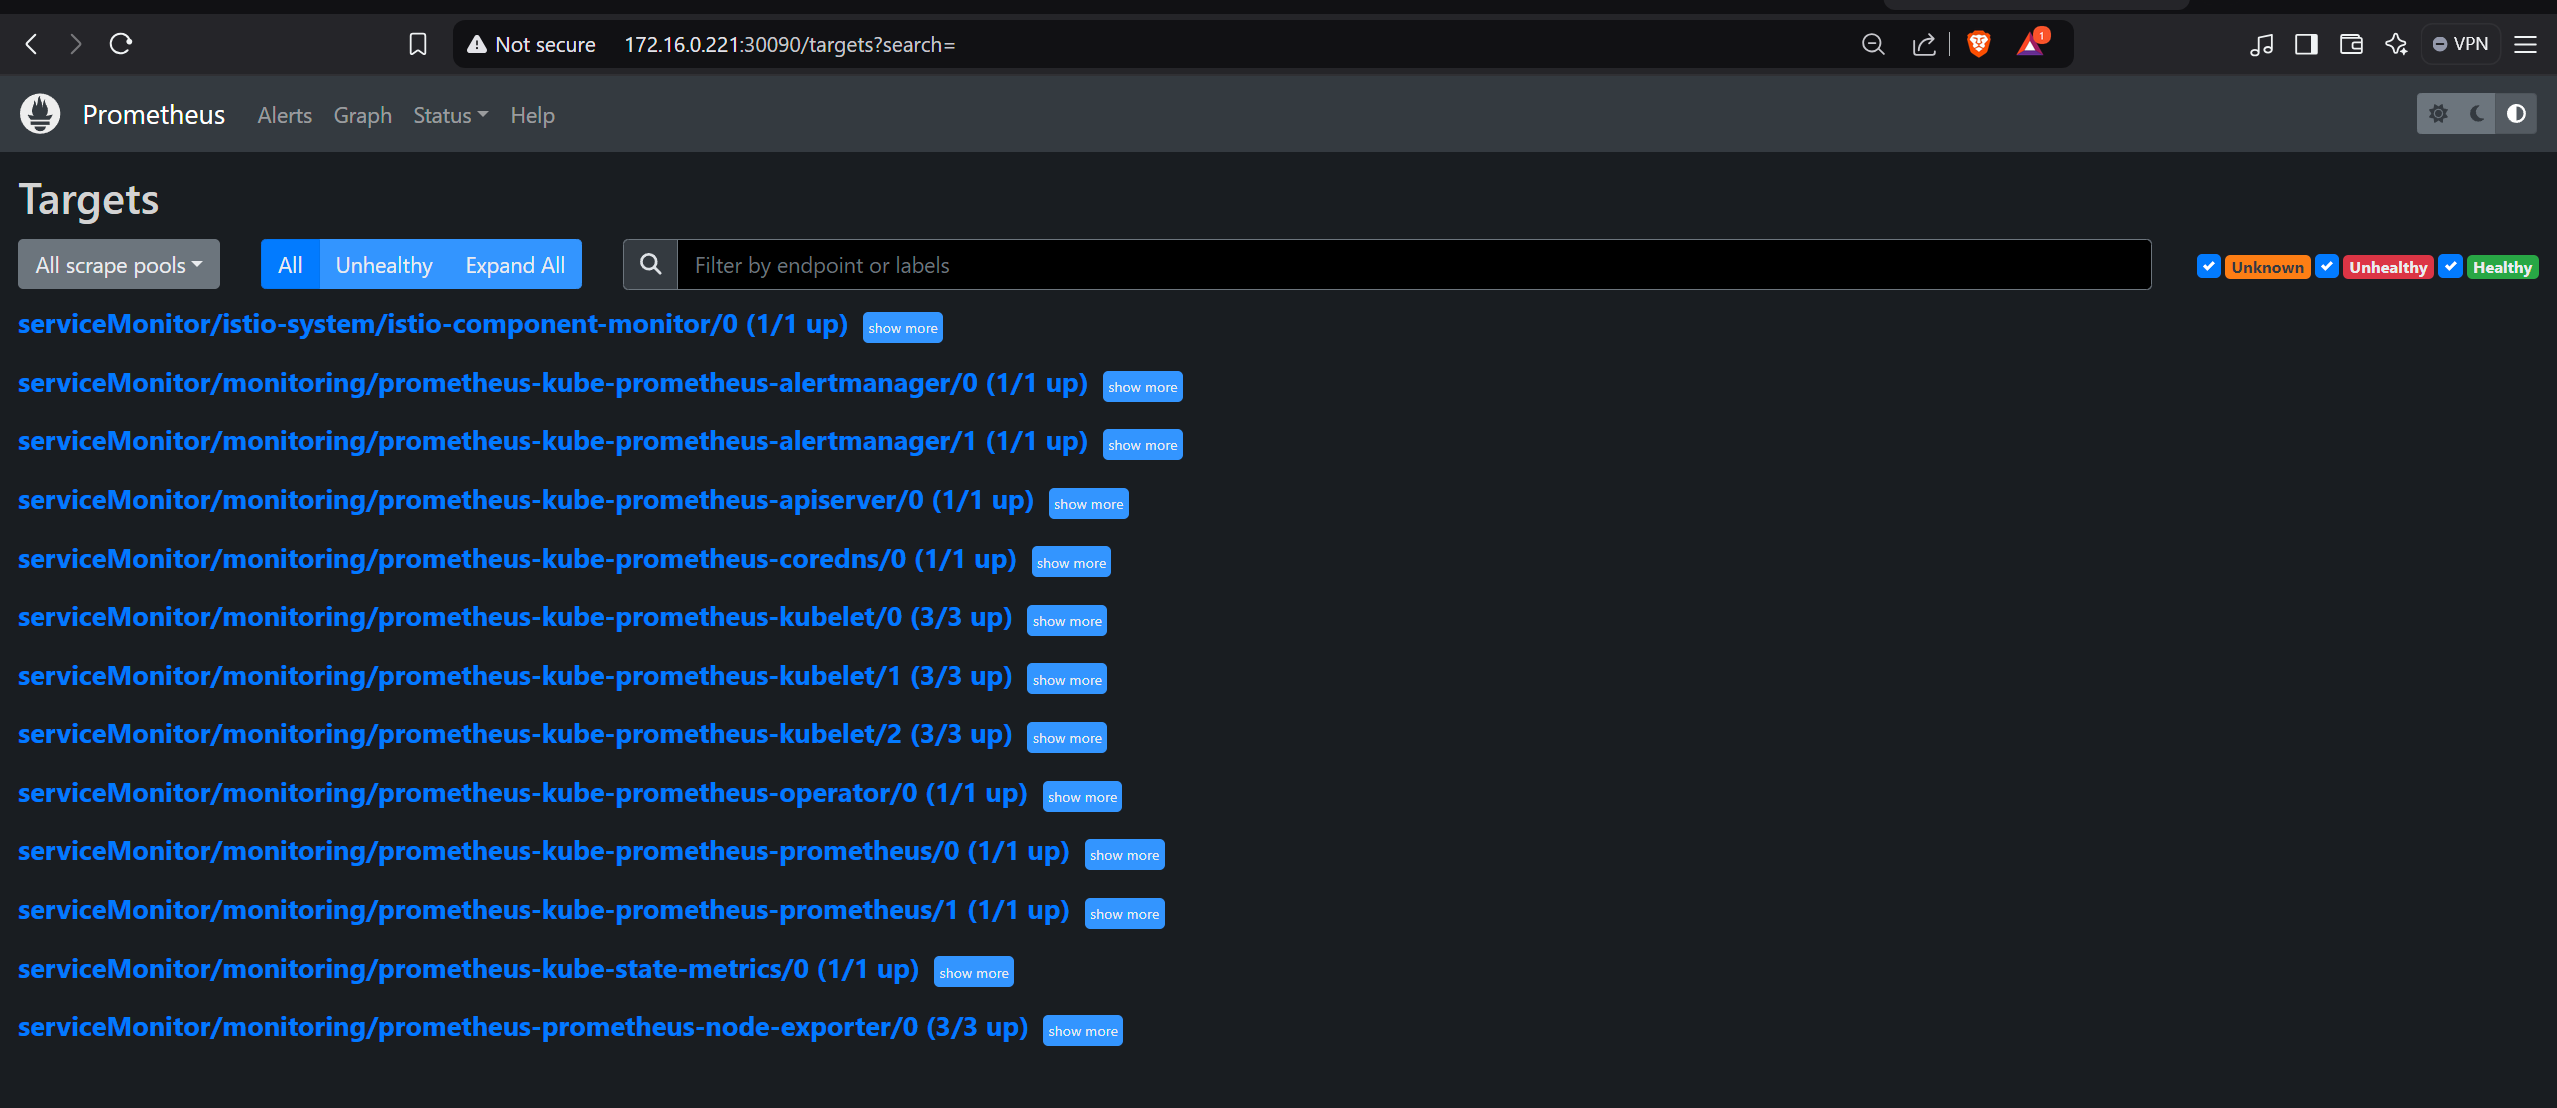 Not secure 172.16.0.221:30090/targets?search= 1 VPN
Prometheus Alerts Graph Status Help
Targets
All scrape pools All Unhealthy Expand All Filter by endpoint or labels Unknown Unhealthy Healthy
serviceMonitor/istio-system/istio-component-monitor/0 (1/1 up) show more
serviceMonitor/monitoring/prometheus-kube-prometheus-alertmanager/0 (1/1 up) show more
serviceMonitor/monitoring/prometheus-kube-prometheus-alertmanager/1 (1/1 up) show more
serviceMonitor/monitoring/prometheus-kube-prometheus-apiserver/0 (1/1 up) show more
serviceMonitor/monitoring/prometheus-kube-prometheus-coredns/0 (1/1 up) show more
serviceMonitor/monitoring/prometheus-kube-prometheus-kubelet/0 (3/3 up) show more
serviceMonitor/monitoring/prometheus-kube-prometheus-kubelet/1 (3/3 up) show more
serviceMonitor/monitoring/prometheus-kube-prometheus-kubelet/2 (3/3 up) show more
serviceMonitor/monitoring/prometheus-kube-prometheus-operator/0 (1/1 up) show more
serviceMonitor/monitoring/prometheus-kube-prometheus-prometheus/0 (1/1 up) show more
serviceMonitor/monitoring/prometheus-kube-prometheus-prometheus/1 (1/1 up) show more
serviceMonitor/monitoring/prometheus-kube-state-metrics/0 (1/1 up) show more
serviceMonitor/monitoring/prometheus-prometheus-node-exporter/0 (3/3 up) show more